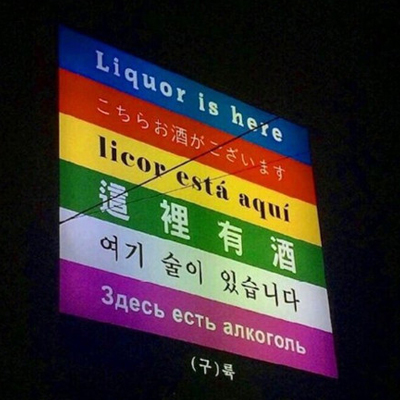 Liquor is here
こちらお酒がございます
licor está aquí
這裡有酒
여기 술이 있습니다
Здесь есть алкоголь
(구)륙